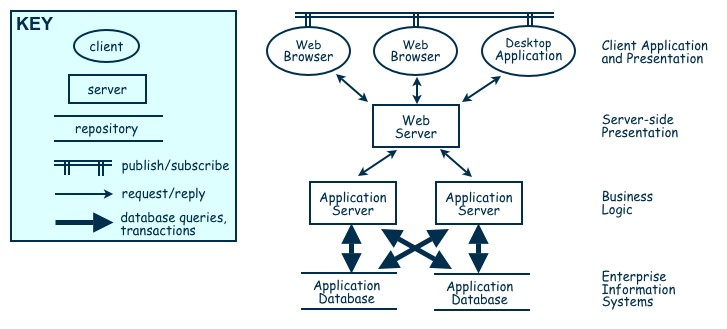 KEY
client
server
repository
publish/subscribe
request/reply
database queries,
transactions
Web
Browser
Web
Browser
Desktop
Application
Client Application
and Presentation
Web
Server
Server-side
Presentation
Application
Server
Application
Server
Business
Logic
Application
Database
Application
Database
Enterprise
Information
Systems